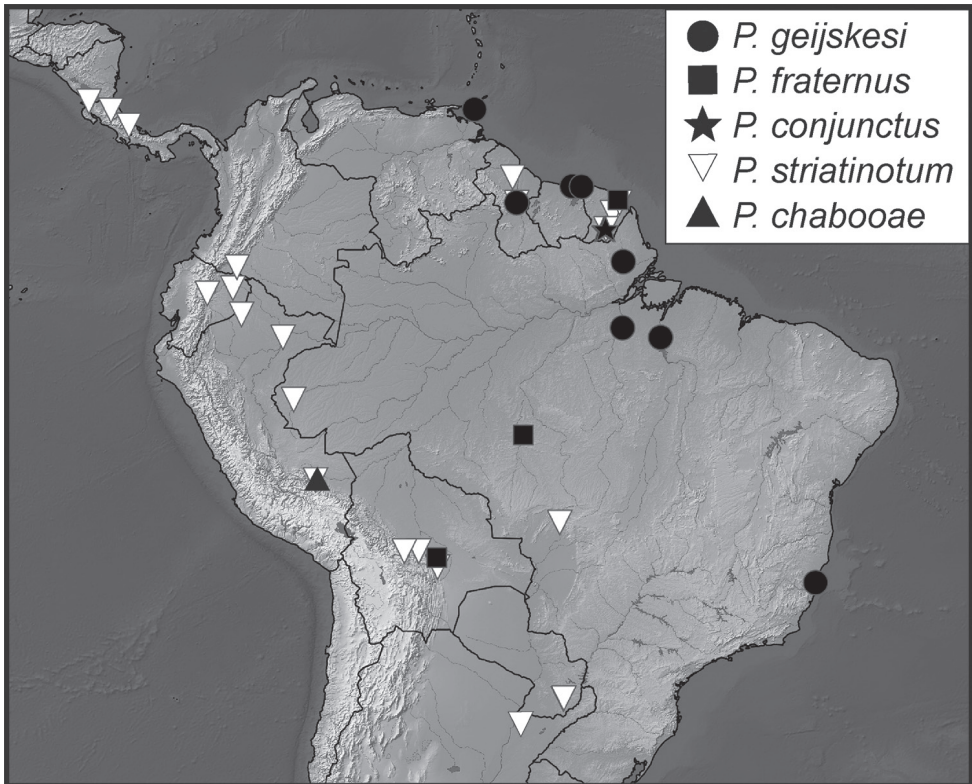 P. geijskesi
P. fraternus
P. conjunctus
P. striatinotum
P. chabooae